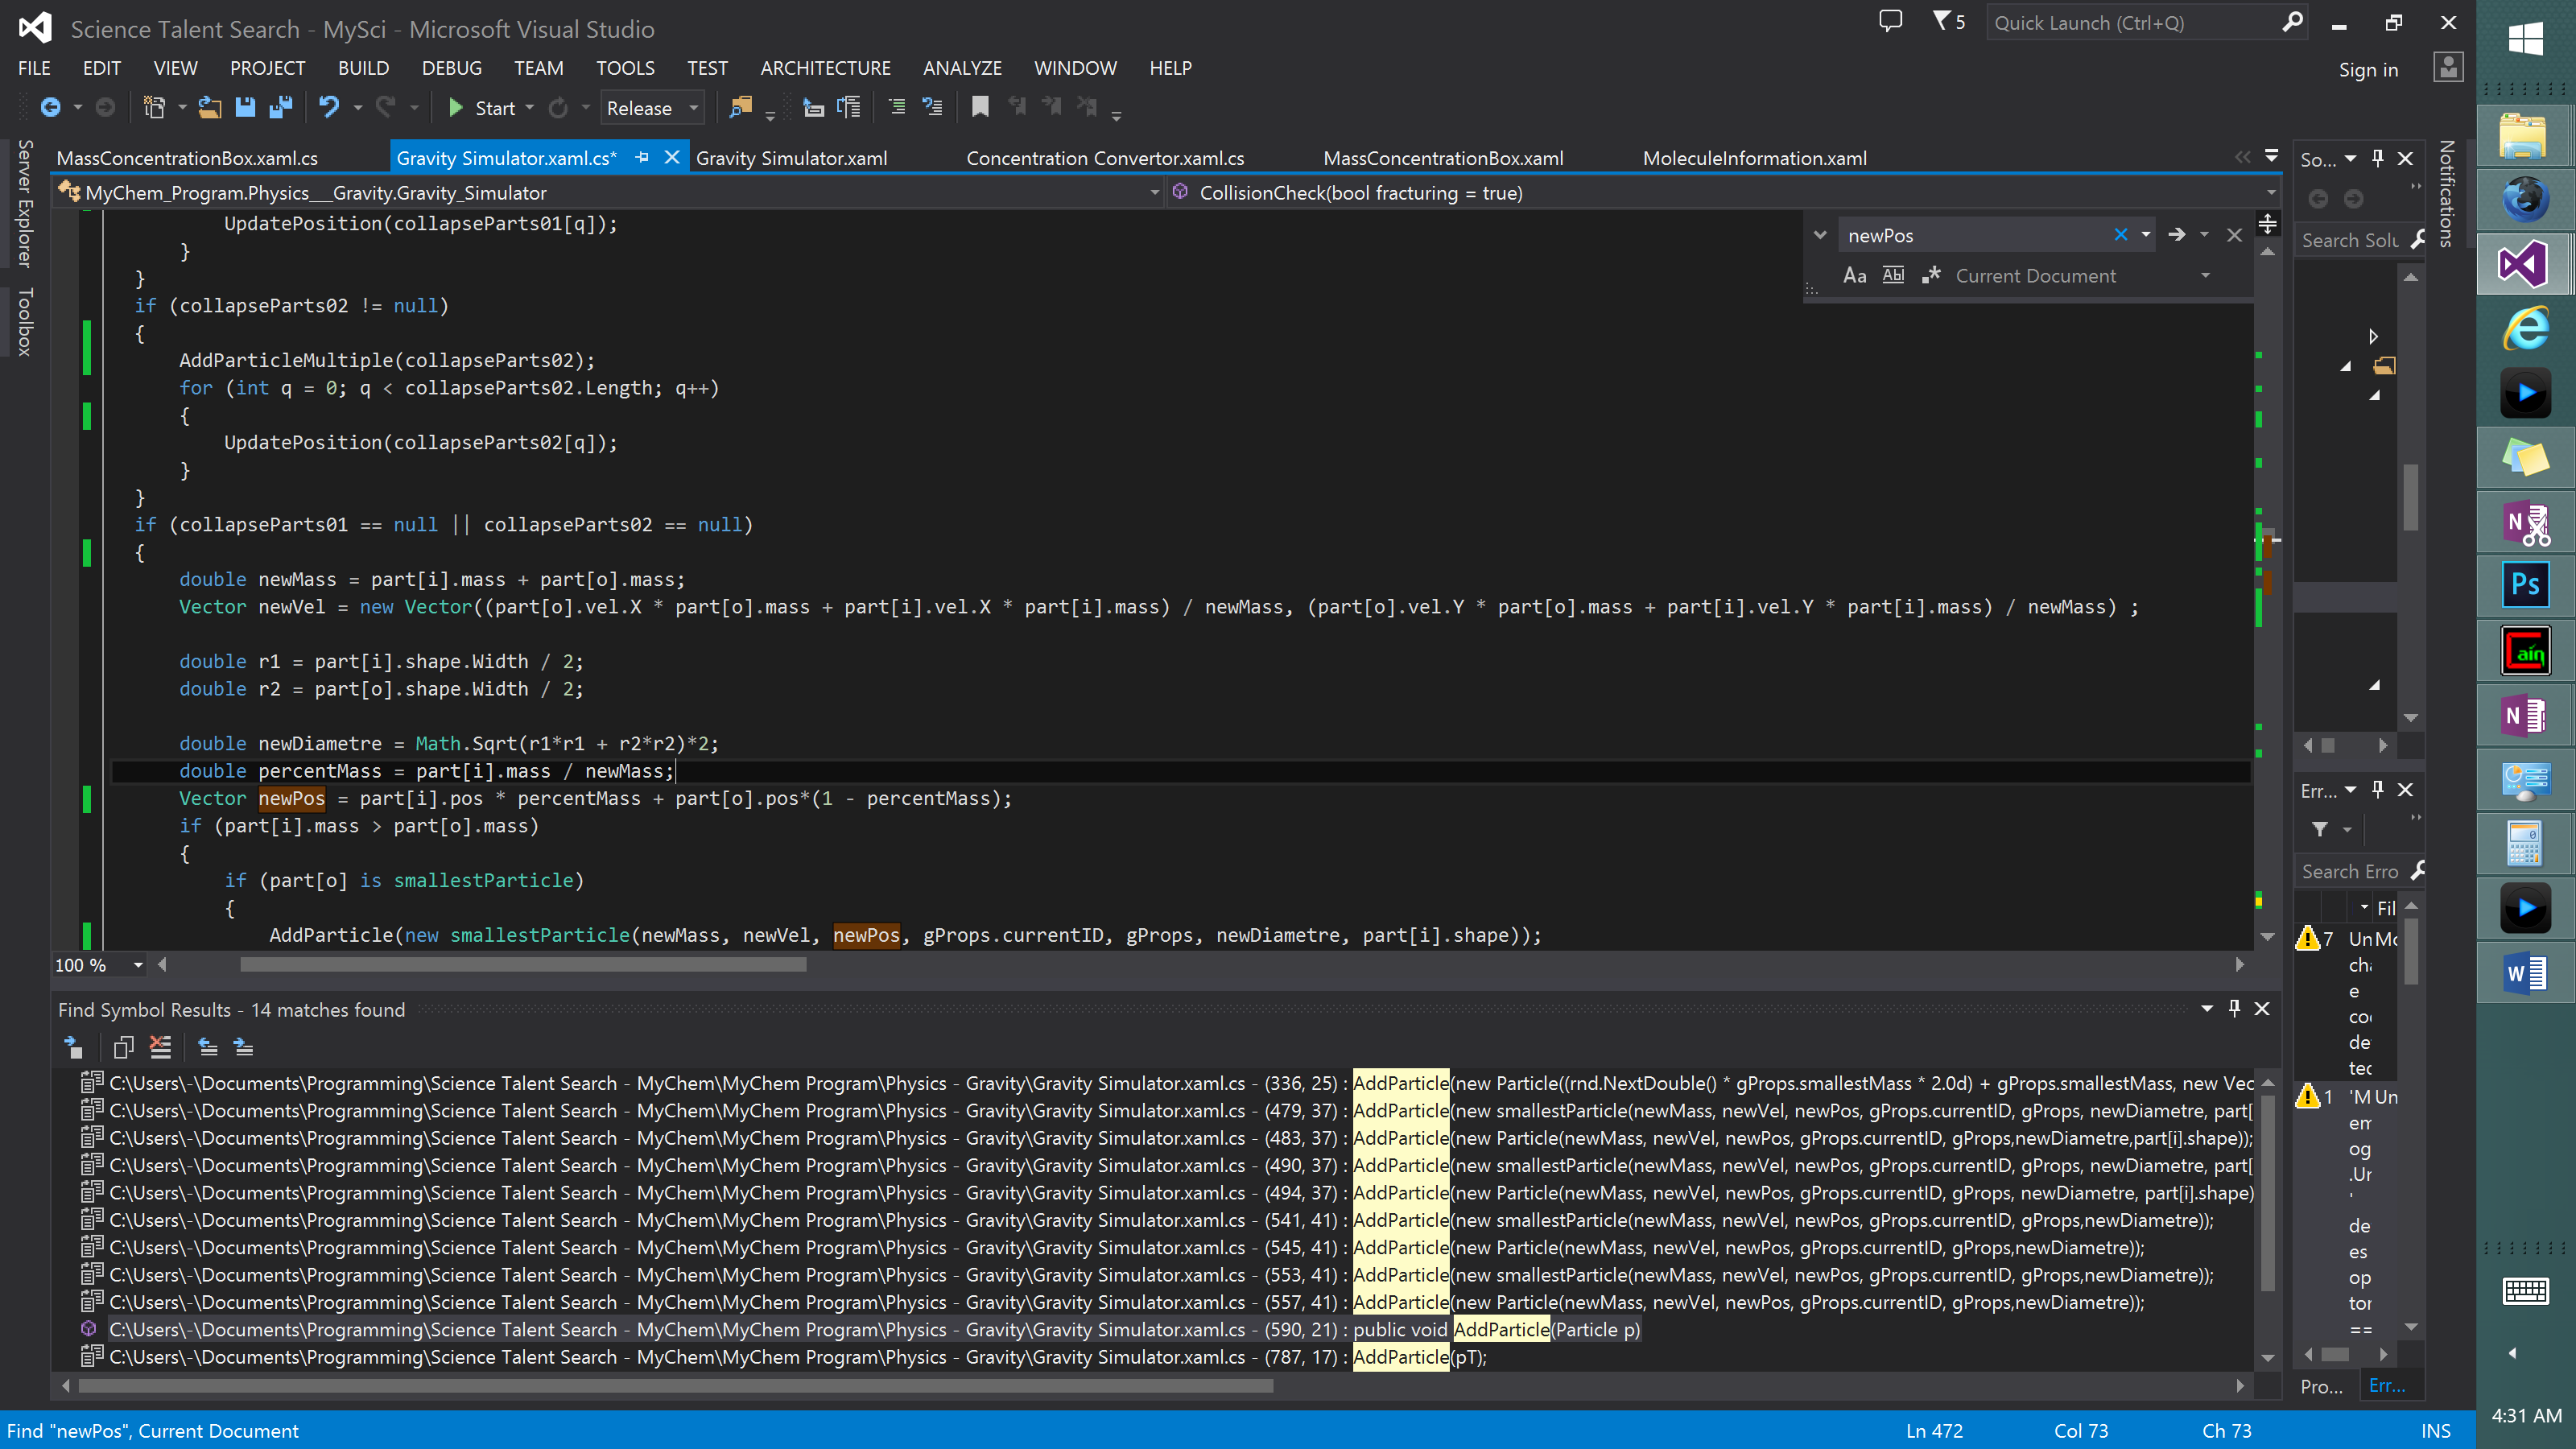 Science Talent Search - MySci - Microsoft Visual Studio
5
Quick Launch (Ctrl+Q)
FILE EDIT VIEW PROJECT BUILD DEBUG TEAM TOOLS TEST ARCHITECTURE ANALYZE WINDOW HELP
Sign in
Start
Release
Server Explorer
Toolbox
MassConcentrationBox.xaml.cs
Gravity Simulator.xaml.cs*
Gravity Simulator.xaml
Concentration Convertor.xaml.cs
MassConcentrationBox.xaml
MoleculeInformation.xaml
So...
Notifications
MyChem_Program.Physics___Gravity.Gravity_Simulator
CollisionCheck(bool fracturing = true)
newPos
Aa Abl .* Current Document
Search Solu
UpdatePosition(collapseParts01[q]);
}
}
if (collapseParts02 != null)
{
AddParticleMultiple(collapseParts02);
for (int q = 0; q < collapseParts02.Length; q++)
{
UpdatePosition(collapseParts02[q]);
}
}
if (collapseParts01 == null || collapseParts02 == null)
{
double newMass = part[i].mass + part[o].mass;
Vector newVel = new Vector((part[o].vel.X * part[o].mass + part[i].vel.X * part[i].mass) / newMass, (part[o].vel.Y * part[o].mass + part[i].vel.Y * part[i].mass) / newMass) ;
double r1 = part[i].shape.Width / 2;
double r2 = part[o].shape.Width / 2;
double newDiametre = Math.Sqrt(r1*r1 + r2*r2)*2;
double percentMass = part[i].mass / newMass;
Vector newPos = part[i].pos * percentMass + part[o].pos*(1 - percentMass);
if (part[i].mass > part[o].mass)
{
if (part[o] is smallestParticle)
{
AddParticle(new smallestParticle(newMass, newVel, newPos, gProps.currentID, gProps, newDiametre, part[i].shape));
100 %
Find Symbol Results - 14 matches found
C:\Users\-\Documents\Programming\Science Talent Search - MyChem\MyChem Program\Physics - Gravity\Gravity Simulator.xaml.cs - (336, 25) : AddParticle(new Particle((rnd.NextDouble() * gProps.smallestMass * 2.0d) + gProps.smallestMass, new Vec
C:\Users\-\Documents\Programming\Science Talent Search - MyChem\MyChem Program\Physics - Gravity\Gravity Simulator.xaml.cs - (479, 37) : AddParticle(new smallestParticle(newMass, newVel, newPos, gProps.currentID, gProps, newDiametre, part[
C:\Users\-\Documents\Programming\Science Talent Search - MyChem\MyChem Program\Physics - Gravity\Gravity Simulator.xaml.cs - (483, 37) : AddParticle(new Particle(newMass, newVel, newPos, gProps.currentID, gProps,newDiametre,part[i].shape));
C:\Users\-\Documents\Programming\Science Talent Search - MyChem\MyChem Program\Physics - Gravity\Gravity Simulator.xaml.cs - (490, 37) : AddParticle(new smallestParticle(newMass, newVel, newPos, gProps.currentID, gProps, newDiametre, part[
C:\Users\-\Documents\Programming\Science Talent Search - MyChem\MyChem Program\Physics - Gravity\Gravity Simulator.xaml.cs - (494, 37) : AddParticle(new Particle(newMass, newVel, newPos, gProps.currentID, gProps, newDiametre, part[i].shape)
C:\Users\-\Documents\Programming\Science Talent Search - MyChem\MyChem Program\Physics - Gravity\Gravity Simulator.xaml.cs - (541, 41) : AddParticle(new smallestParticle(newMass, newVel, newPos, gProps.currentID, gProps,newDiametre));
C:\Users\-\Documents\Programming\Science Talent Search - MyChem\MyChem Program\Physics - Gravity\Gravity Simulator.xaml.cs - (545, 41) : AddParticle(new Particle(newMass, newVel, newPos, gProps.currentID, gProps,newDiametre));
C:\Users\-\Documents\Programming\Science Talent Search - MyChem\MyChem Program\Physics - Gravity\Gravity Simulator.xaml.cs - (553, 41) : AddParticle(new smallestParticle(newMass, newVel, newPos, gProps.currentID, gProps,newDiametre));
C:\Users\-\Documents\Programming\Science Talent Search - MyChem\MyChem Program\Physics - Gravity\Gravity Simulator.xaml.cs - (557, 41) : AddParticle(new Particle(newMass, newVel, newPos, gProps.currentID, gProps,newDiametre));
C:\Users\-\Documents\Programming\Science Talent Search - MyChem\MyChem Program\Physics - Gravity\Gravity Simulator.xaml.cs - (590, 21) : public void AddParticle(Particle p)
C:\Users\-\Documents\Programming\Science Talent Search - MyChem\MyChem Program\Physics - Gravity\Gravity Simulator.xaml.cs - (787, 17) : AddParticle(pT);
Err...
Search Erro
Fil
7 Un Mc
cha
e
co
de
tec
1 'M Un
em
og
.Ur
'
de
es
op
tor
==
Pro... Err...
Ps
Cain
N
N
W
4:31 AM
Find "newPos", Current Document
Ln 472 Col 73 Ch 73 INS